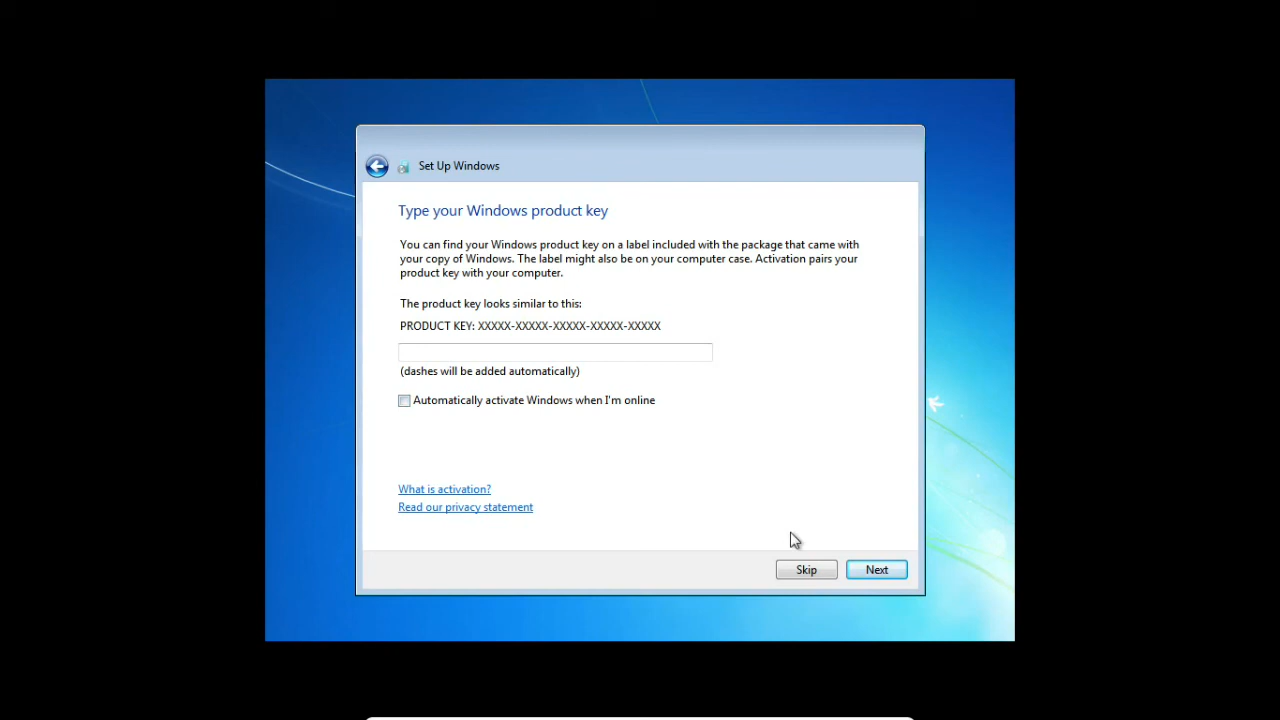 Set Up Windows
Type your Windows product key
You can find your Windows product key on a label included with the package that came with
your copy of Windows. The label might also be on your computer case. Activation pairs your
product key with your computer.
The product key looks similar to this:
PRODUCT KEY: XXXXX-XXXXX-XXXXX-XXXXX-XXXXX
(dashes will be added automatically)
Automatically activate Windows when I'm online
What is activation?
Read our privacy statement
Skip
Next